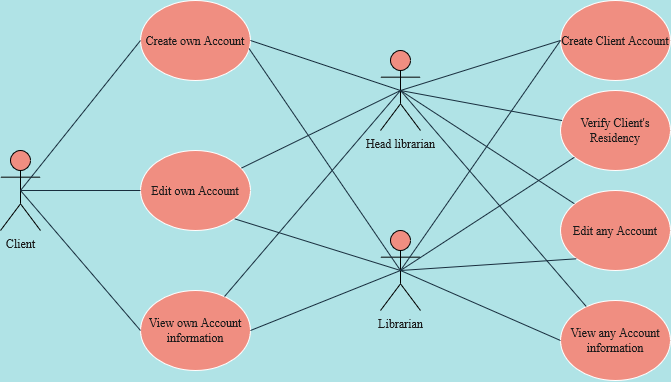 Create own Account
Create Client Account
Verify Client's
Residency
Head librarian
Edit own Account
Edit any Account
Client
Librarian
View own Account
information
View any Account
information